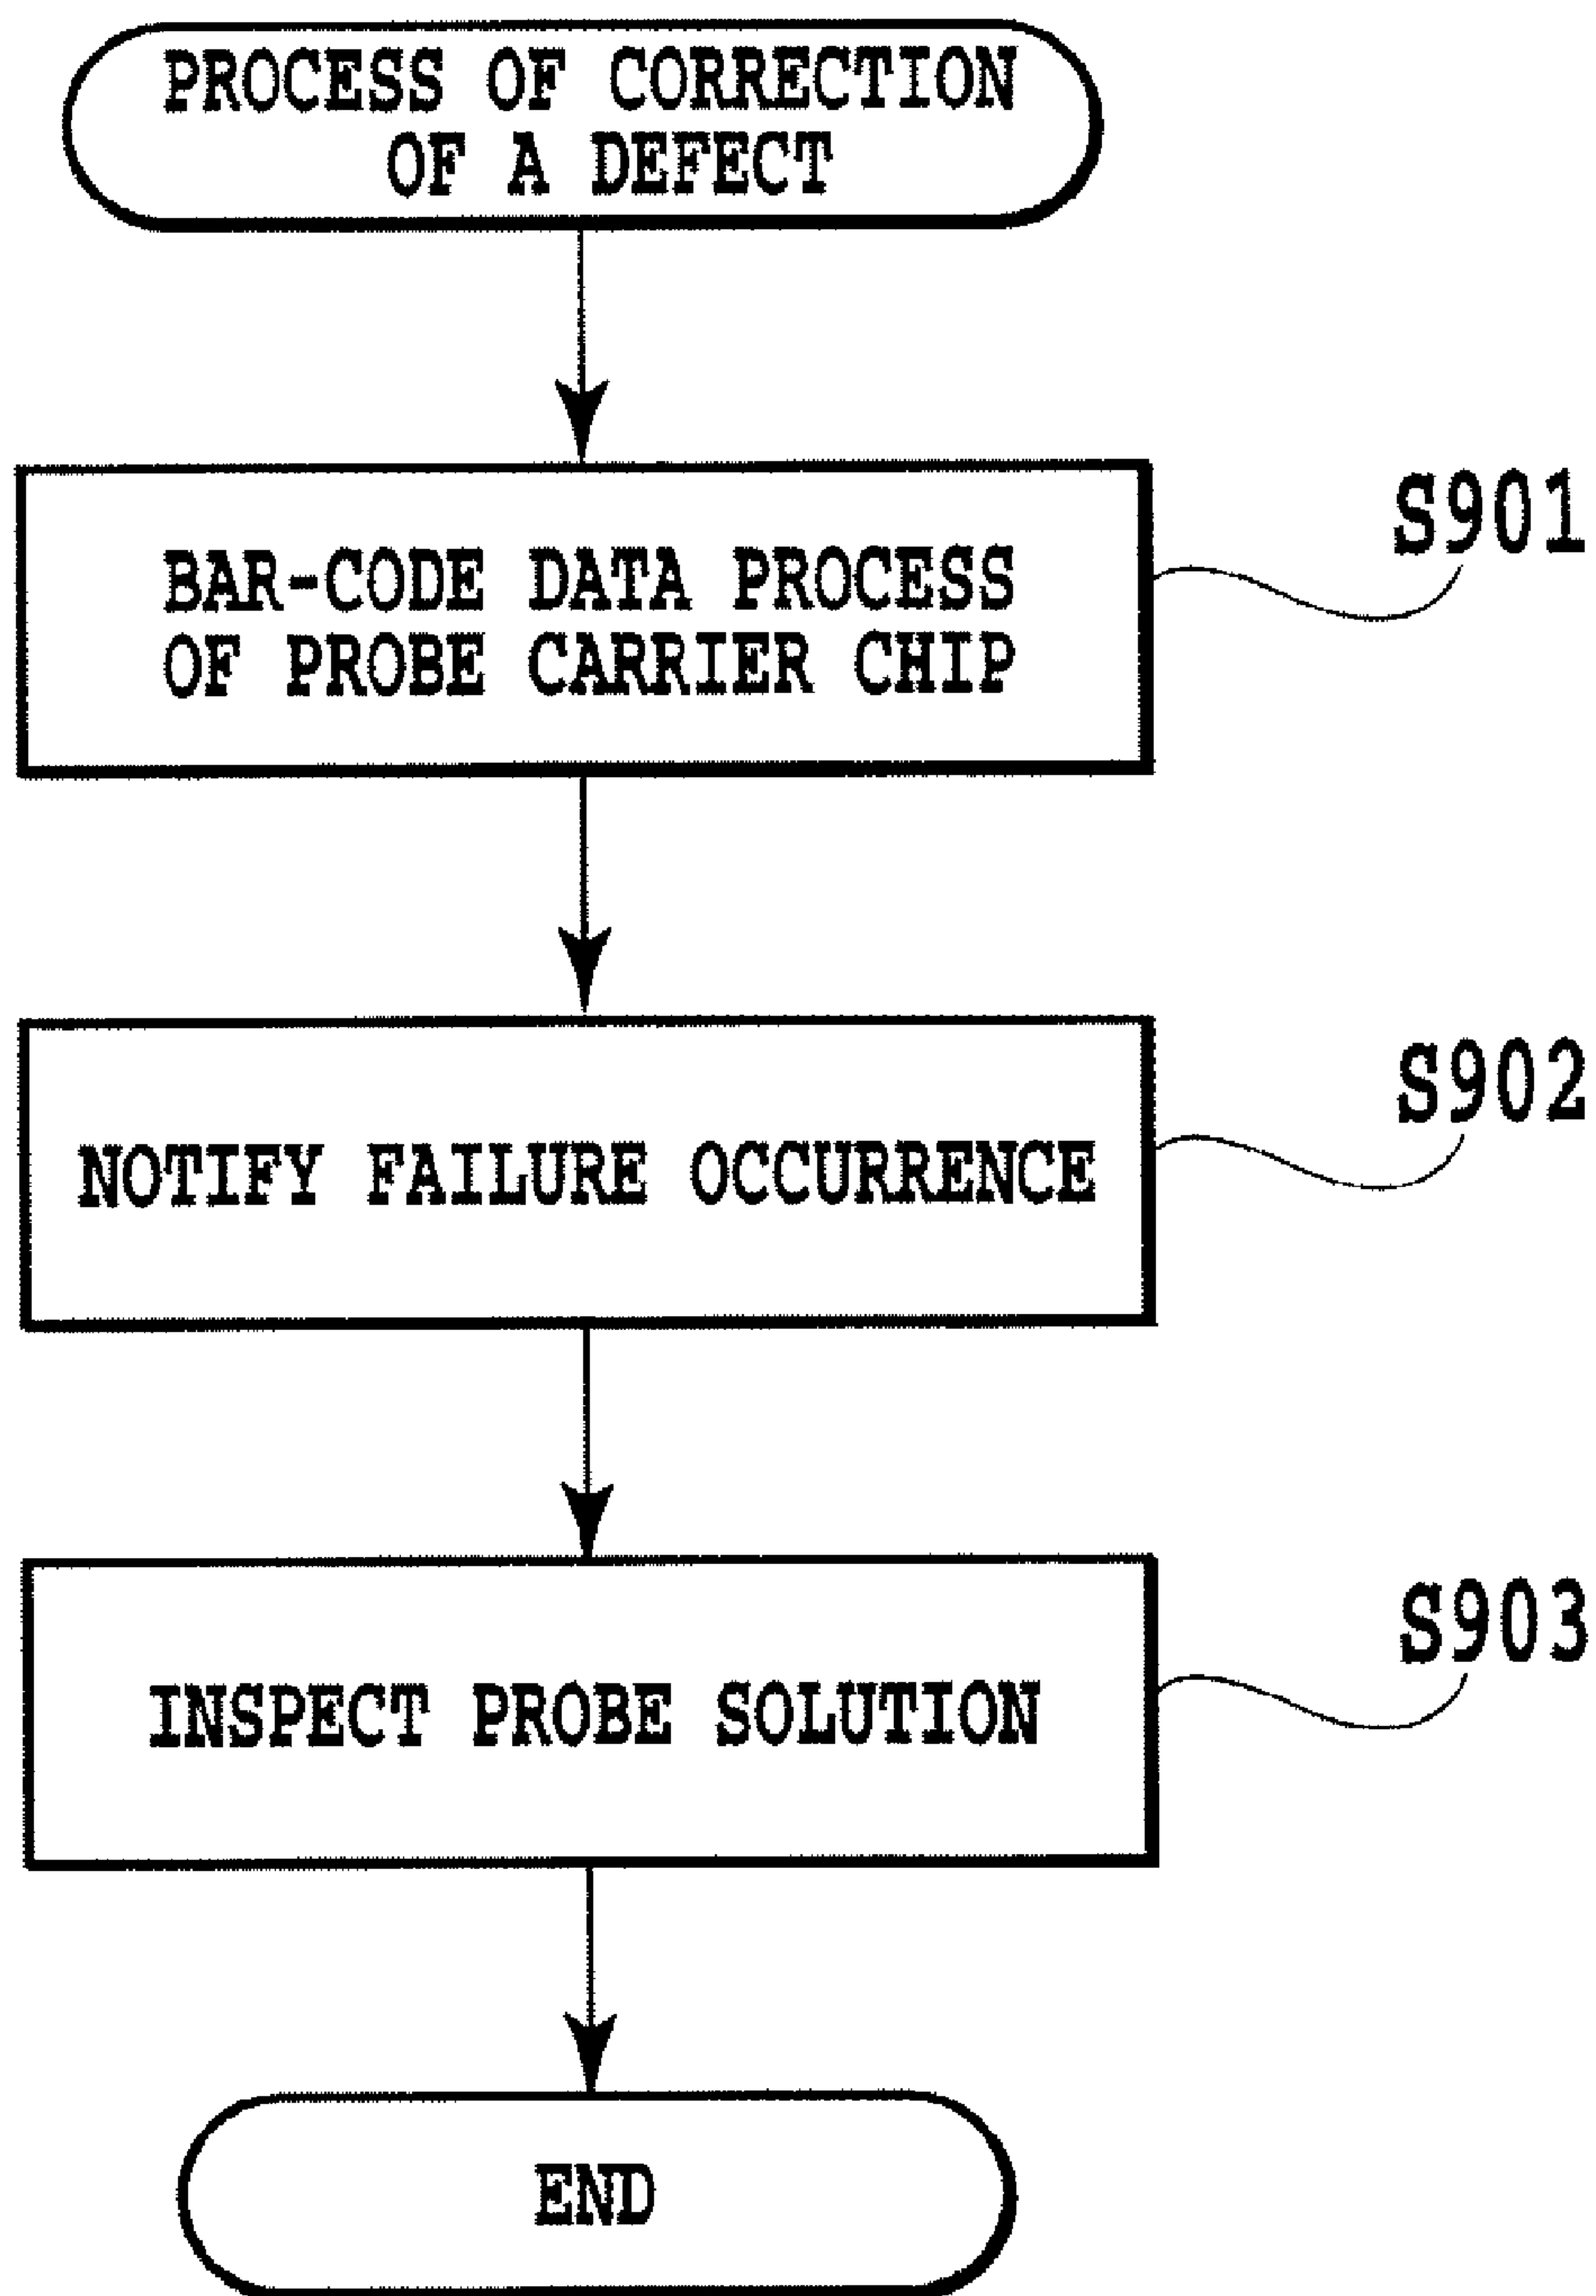 PROCESS OF CORRECTION
OF A DEFECT
BAR-CODE DATA PROCESS
OF PROBE CARRIER CHIP
S901
NOTIFY FAILURE OCCURRENCE
S902
INSPECT PROBE SOLUTION
S903
END